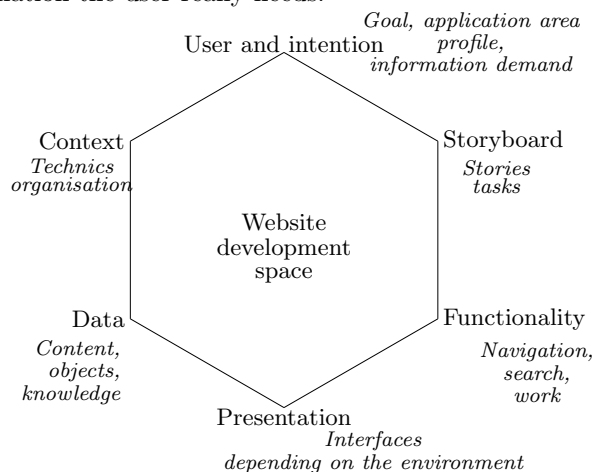 the user really needs.
Goal, application area
User and intention
profile,
information demand
Context
Technics
organisation
Storyboard
Stories
tasks
Website
development
space
Data
Content,
objects,
knowledge
Functionality
Navigation,
search,
work
Presentation
Interfaces
depending on the environment